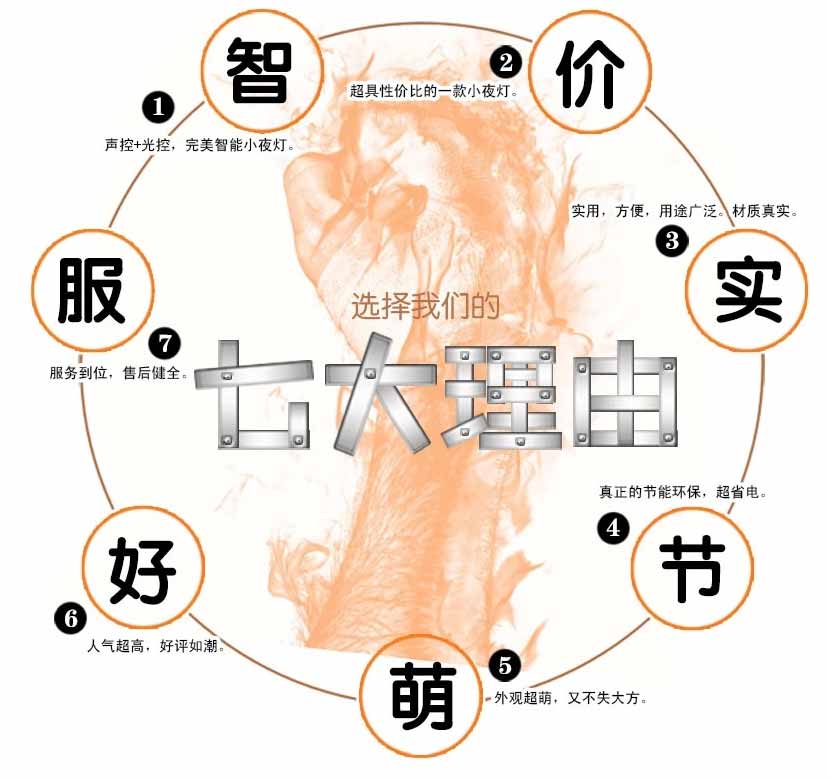 选择我们的
七大理由
智
1
声控+光控，完美智能小夜灯。
价
2
超具性价比的一款小夜灯。
实
3
实用，方便，用途广泛。材质真实。
节
4
真正的节能环保，超省电。
萌
5
外观超萌，又不失大方。
好
6
人气超高，好评如潮。
服
7
服务到位，售后健全。